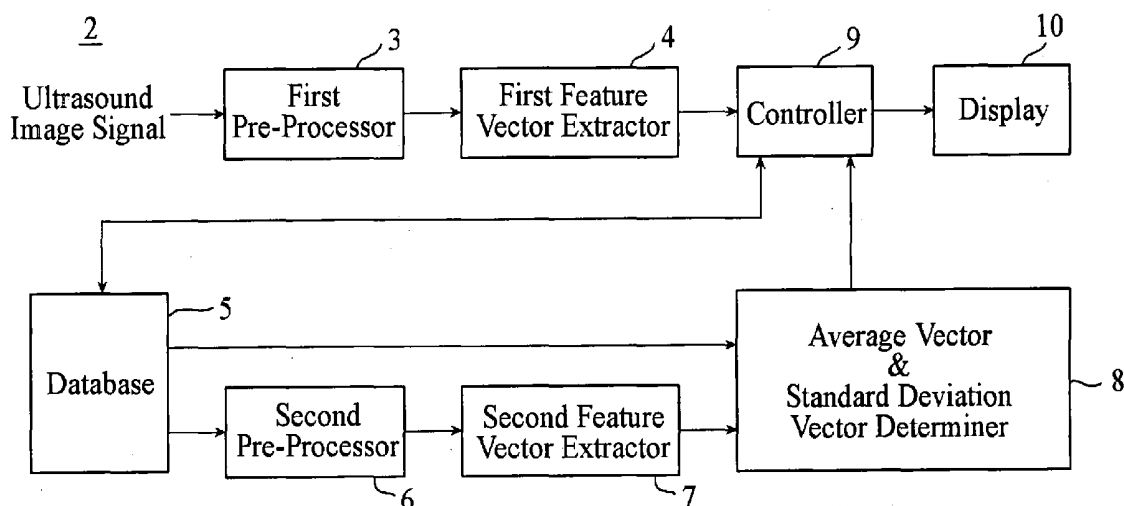 2
3
4
9
10
Ultrasound
Image Signal
First
Pre-Processor
First Feature
Vector Extractor
Controller
Display
5
Database
Second
Pre-Processor
6
Second Feature
Vector Extractor
7
Average Vector
&
Standard Deviation
Vector Determiner
8